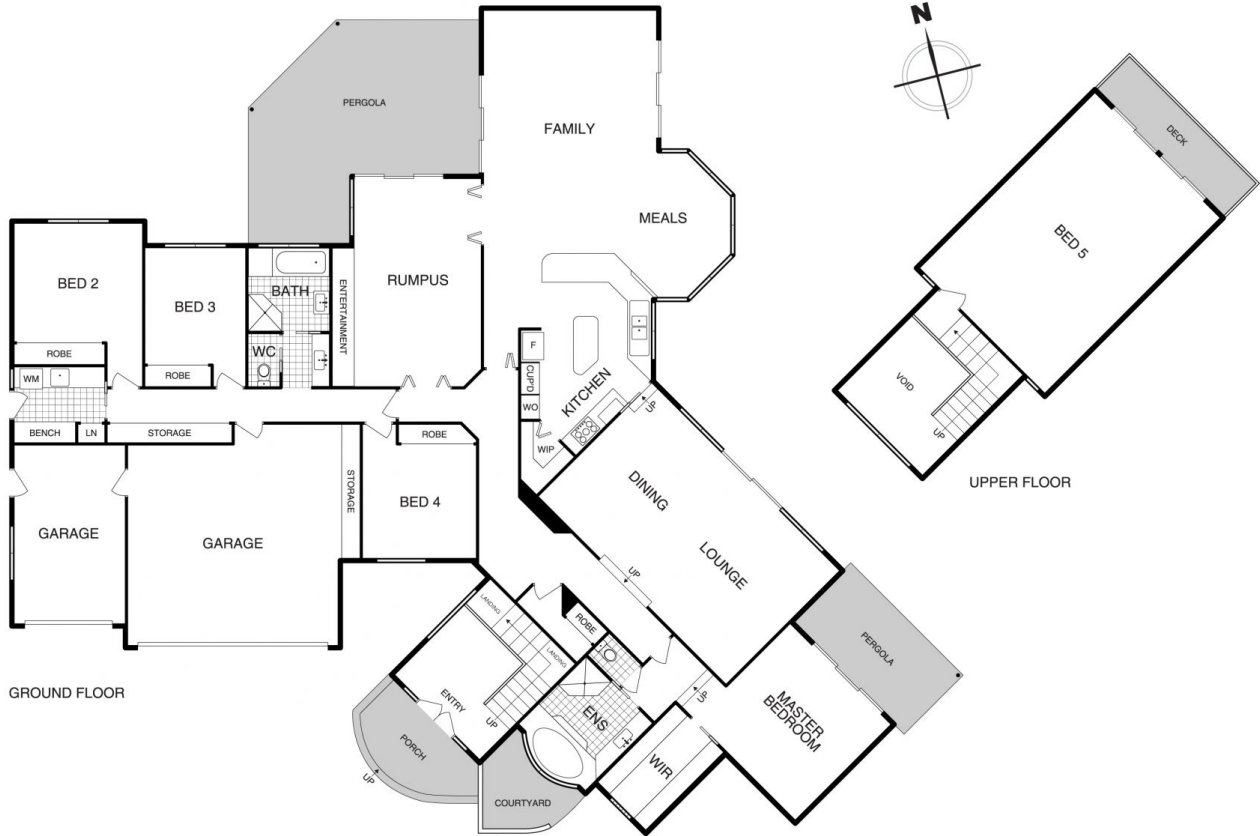 N
PERGOLA
FAMILY
DECK
MEALS
BED 5
BED 2
BED 3
BATH
RUMPUS
ENTERTAINMENT
ROBE
WC
F
CUP'D
KITCHEN
UP
VOID
WM
ROBE
WO
UP
BENCH
LN
STORAGE
ROBE
WIP
STORAGE
BED 4
DINING
UPPER FLOOR
GARAGE
GARAGE
LOUNGE
UP
LANDING
ROBE
LANDING
PERGOLA
GROUND FLOOR
ENTRY
UP
ENS
UP
MASTER
BEDROOM
PORCH
UP
WIR
COURTYARD